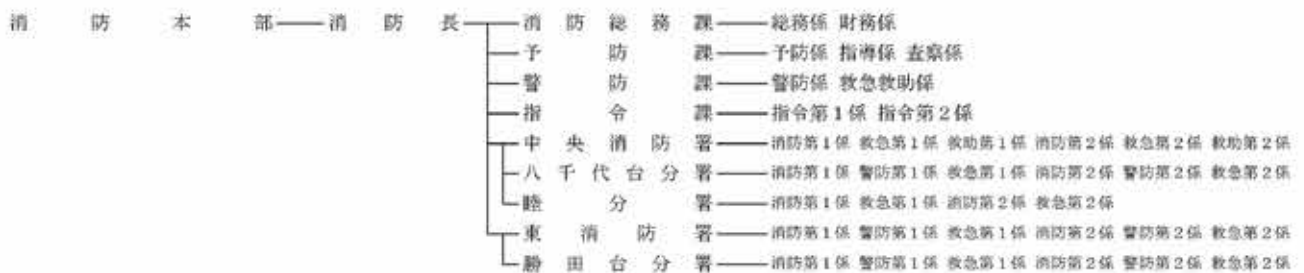 消防本部 消防長 消防総務課 総務係 財務係
予防課 予防係 指導係 査察係
警防課 警防係 救急救助係
指令課 指令第1係 指令第2係
中央消防署 消防第1係 救急第1係 救助第1係 消防第2係 救急第2係 救助第2係
八千代台分署 消防第1係 警防第1係 救急第1係 消防第2係 警防第2係 救急第2係
睦分署 消防第1係 救急第1係 消防第2係 救急第2係
東消防署 消防第1係 警防第1係 救急第1係 消防第2係 警防第2係 救急第2係
勝田台分署 消防第1係 警防第1係 救急第1係 消防第2係 警防第2係 救急第2係